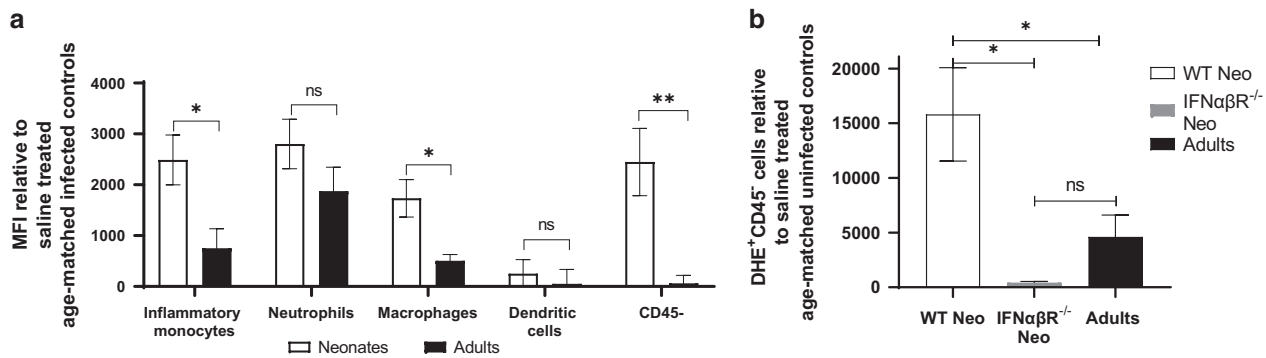 a
MFI relative to
saline treated
age-matched infected controls
4000
3000
2000
1000
0
*
ns
*
ns
**
Inflammatory
monocytes
Neutrophils
Macrophages
Dendritic
cells
CD45-
Neonates
Adults
b
DHE⁺CD45⁻ cells relative
to saline treated
age-matched uninfected controls
20000
15000
10000
5000
0
*
*
ns
WT Neo
IFNαβR⁻/⁻
Neo
Adults
WT Neo
IFNαβR⁻/⁻
Neo
Adults